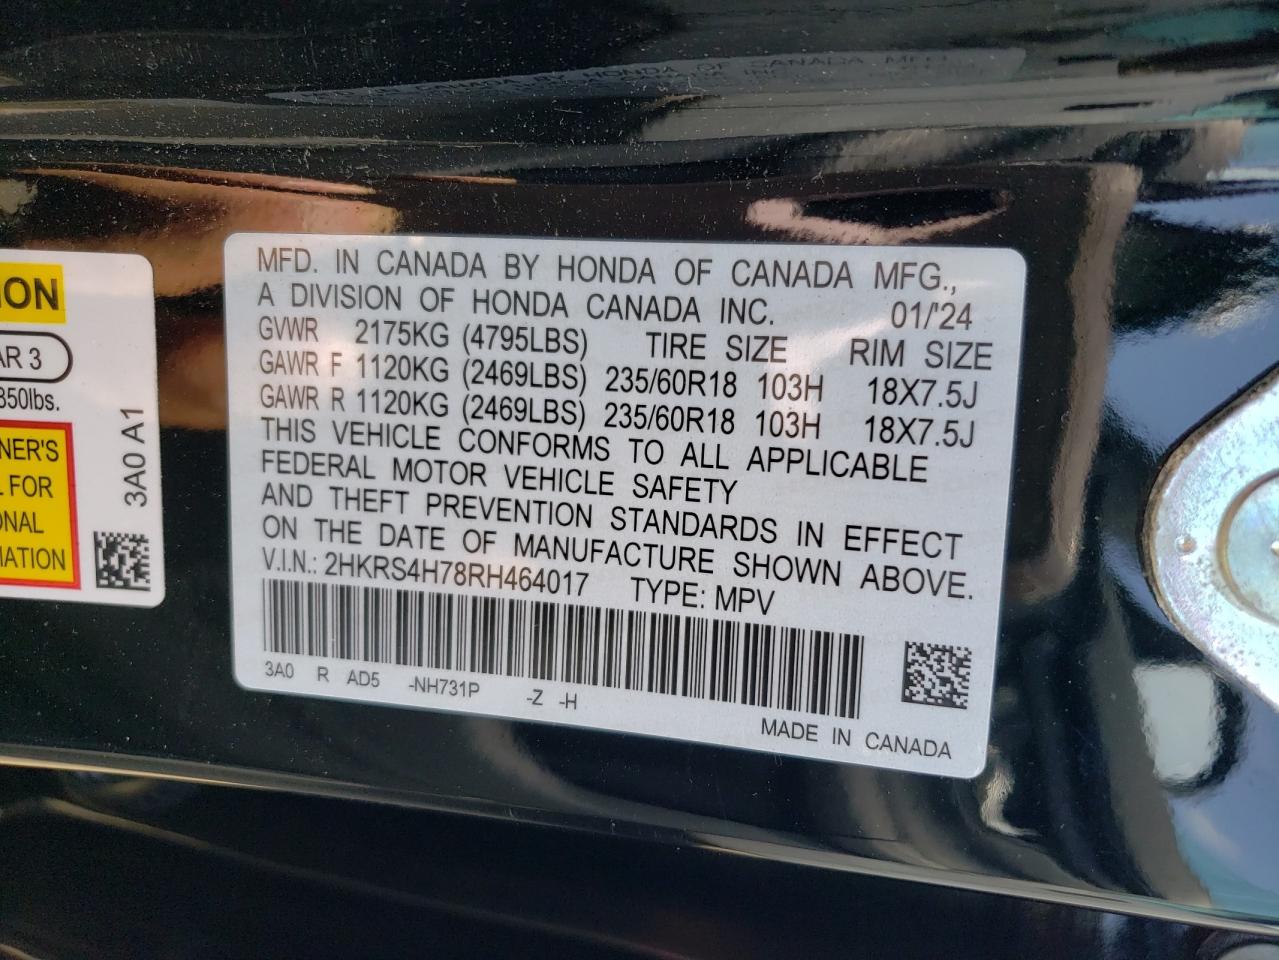 MFD. IN CANADA BY HONDA OF CANADA MFG.,
A DIVISION OF HONDA CANADA INC. 01/'24
GVWR 2175KG (4795LBS) TIRE SIZE RIM SIZE
GAWR F 1120KG (2469LBS) 235/60R18 103H 18X7.5J
GAWR R 1120KG (2469LBS) 235/60R18 103H 18X7.5J
THIS VEHICLE CONFORMS TO ALL APPLICABLE
FEDERAL MOTOR VEHICLE SAFETY
AND THEFT PREVENTION STANDARDS IN EFFECT
ON THE DATE OF MANUFACTURE SHOWN ABOVE.
V.I.N.: 2HKRS4H78RH464017 TYPE: MPV
3A0 R AD5 -NH731P -Z -H
MADE IN CANADA
ION
AR 3
350lbs.
NER'S
L FOR
ONAL
MATION
3A0 A1